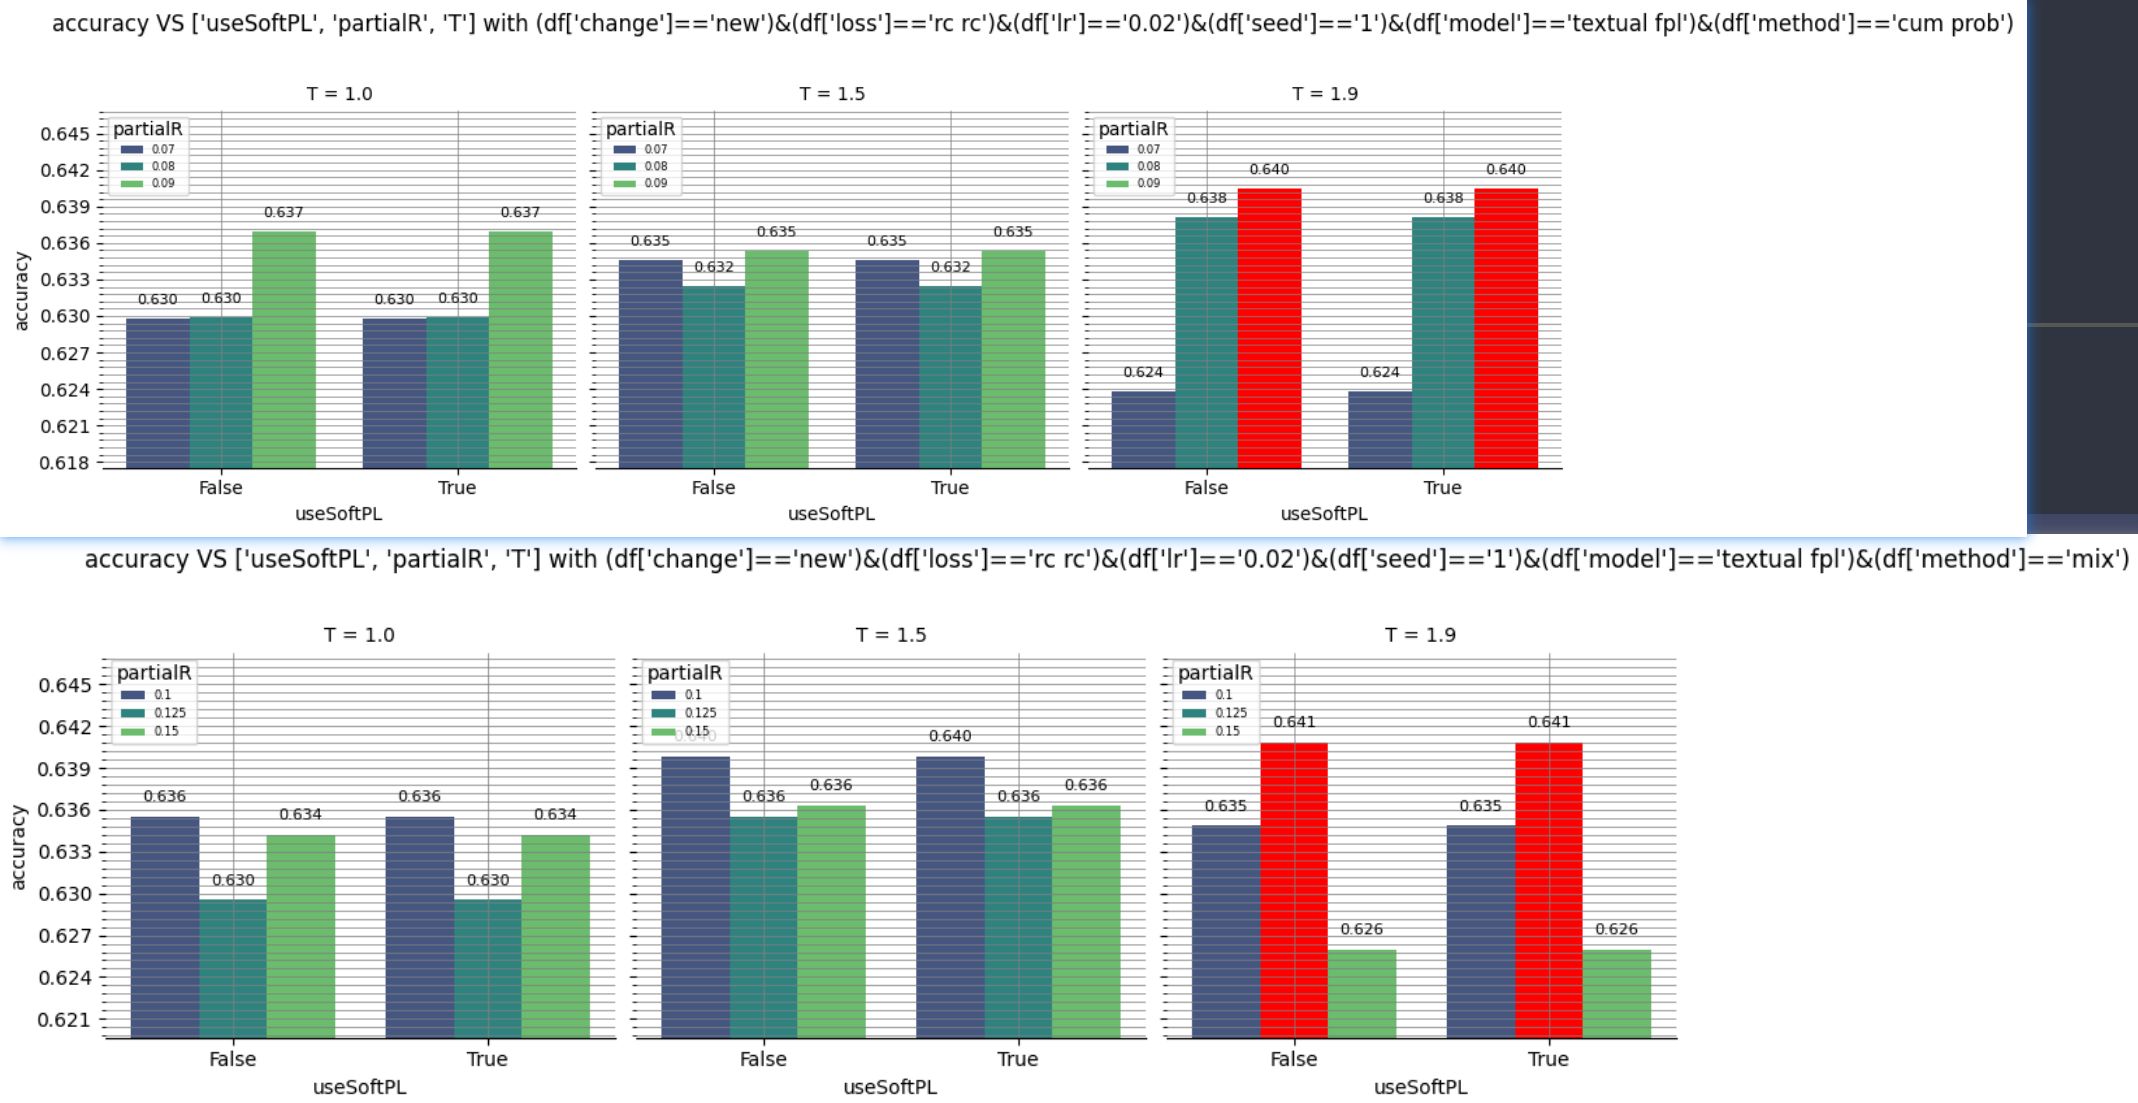 accuracy VS ['useSoftPL', 'partialR', 'T'] with (df['change']=='new')&(df['loss']=='rc rc')&(df['lr']=='0.02')&(df['seed']=='1')&(df['model']=='textual fpl')&(df['method']=='cum prob')
T = 1.0
T = 1.5
T = 1.9
partialR
0.07
0.08
0.09
partialR
0.07
0.08
0.09
partialR
0.07
0.08
0.09
accuracy
0.645
0.642
0.639
0.636
0.633
0.630
0.627
0.624
0.621
0.618
0.630
0.630
0.637
0.630
0.630
0.637
0.635
0.632
0.635
0.635
0.632
0.635
0.624
0.638
0.640
0.624
0.638
0.640
False
True
False
True
False
True
useSoftPL
useSoftPL
useSoftPL
accuracy VS ['useSoftPL', 'partialR', 'T'] with (df['change']=='new')&(df['loss']=='rc rc')&(df['lr']=='0.02')&(df['seed']=='1')&(df['model']=='textual fpl')&(df['method']=='mix')
T = 1.0
T = 1.5
T = 1.9
partialR
0.1
0.125
0.15
partialR
0.1
0.125
0.15
partialR
0.1
0.125
0.15
accuracy
0.645
0.642
0.639
0.636
0.633
0.630
0.627
0.624
0.621
0.636
0.630
0.634
0.636
0.630
0.634
0.640
0.636
0.636
0.640
0.636
0.636
0.635
0.641
0.626
0.635
0.641
0.626
False
True
False
True
False
True
useSoftPL
useSoftPL
useSoftPL